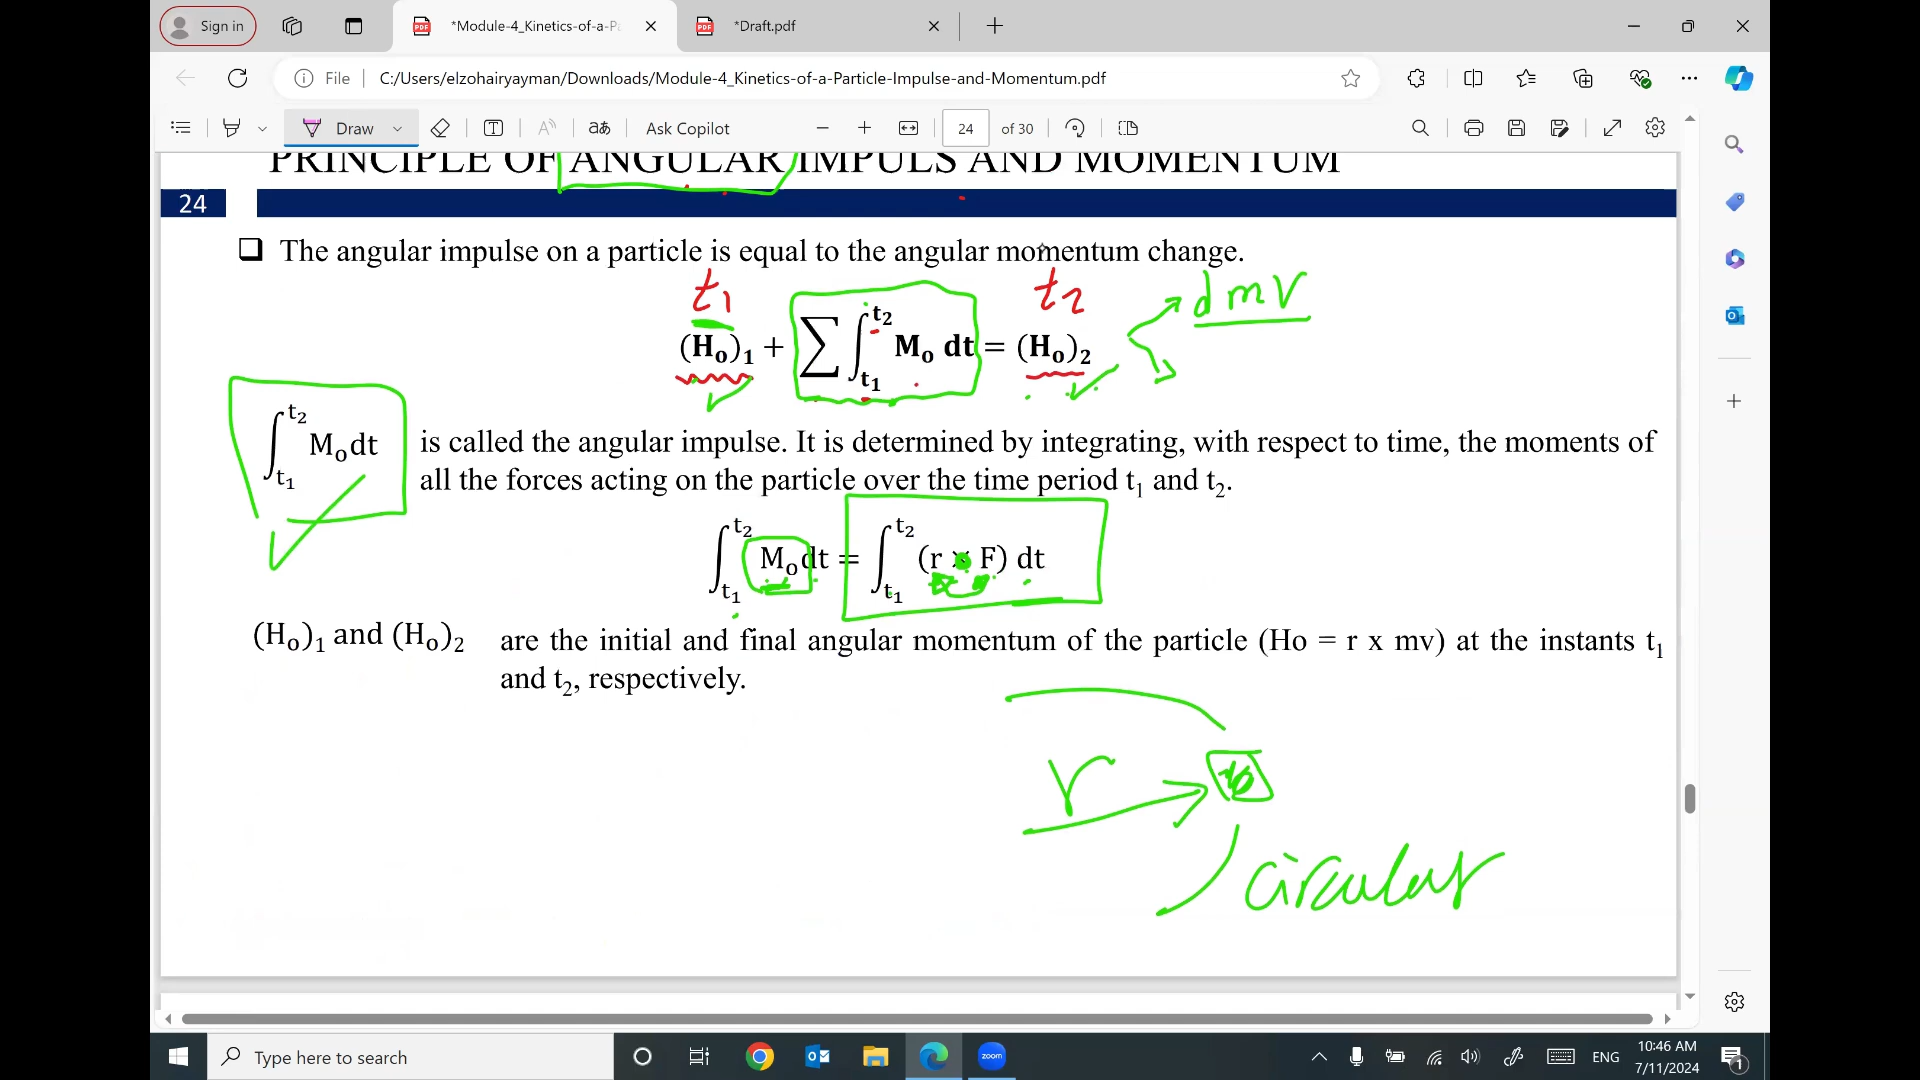 Sign in
*Module-4_Kinetics-of-a-Pa
*Draft.pdf
File
C:/Users/elzohairyayman/Downloads/Module-4_Kinetics-of-a-Particle-Impulse-and-Momentum.pdf
Draw
Ask Copilot
24 of 30
PRINCIPLE OF ANGULAR IMPULS AND MOMENTUM
24
The angular impulse on a particle is equal to the angular momentum change.
t1 t2 dmv
(Hₒ)₁ + ∑ ∫ₜ₁ᵗ² Mₒ dt = (Hₒ)₂
∫ₜ₁ᵗ² Mₒdt is called the angular impulse. It is determined by integrating, with respect to time, the moments of
all the forces acting on the particle over the time period t₁ and t₂.
∫ₜ₁ᵗ² Mₒdt = ∫ₜ₁ᵗ² (r × F) dt
(Hₒ)₁ and (Hₒ)₂ are the initial and final angular momentum of the particle (Ho = r x mv) at the instants t₁
and t₂, respectively.
r
circular
Type here to search
zoom
ENG
10:46 AM
7/11/2024
1